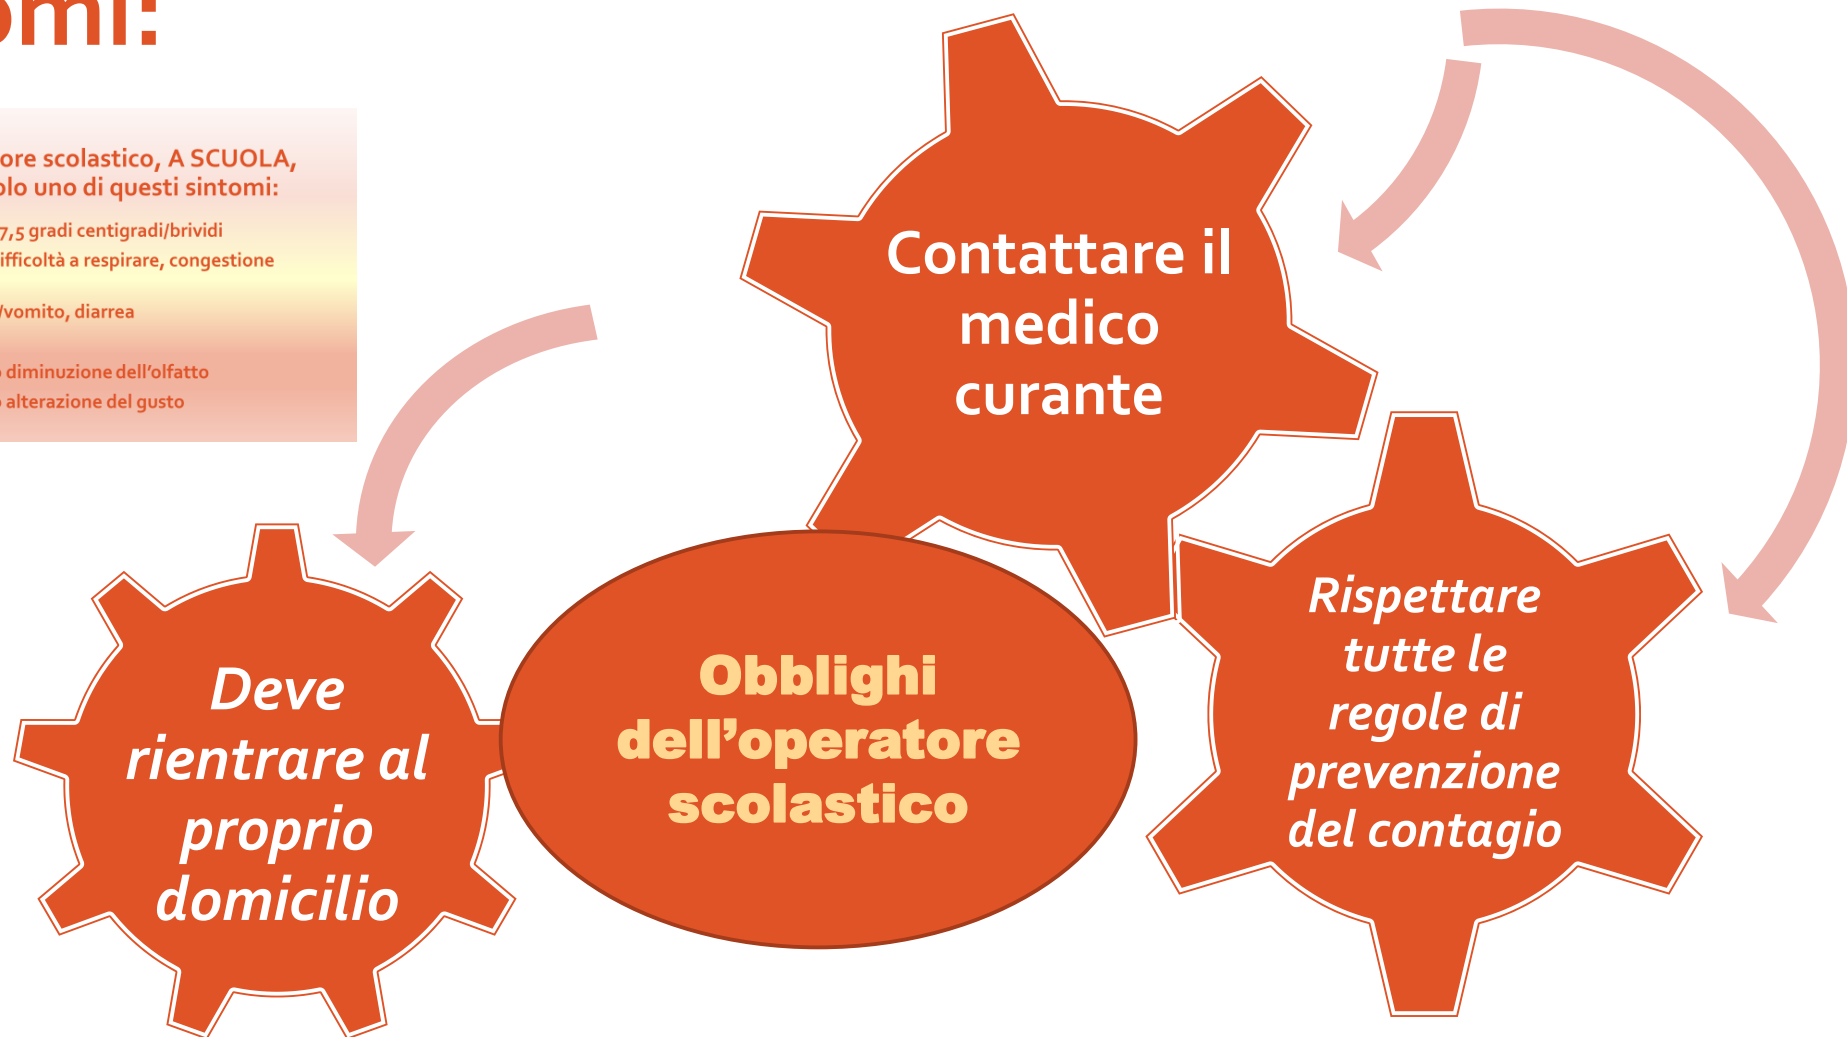 omi:
ore scolastico, A SCUOLA,
olo uno di questi sintomi:
7,5 gradi centigradi/brividi
ifficoltà a respirare, congestione
/vomito, diarrea
o diminuzione dell'olfatto
o alterazione del gusto
Contattare il
medico
curante
Deve
rientrare al
proprio
domicilio
Obblighi
dell'operatore
scolastico
Rispettare
tutte le
regole di
prevenzione
del contagio